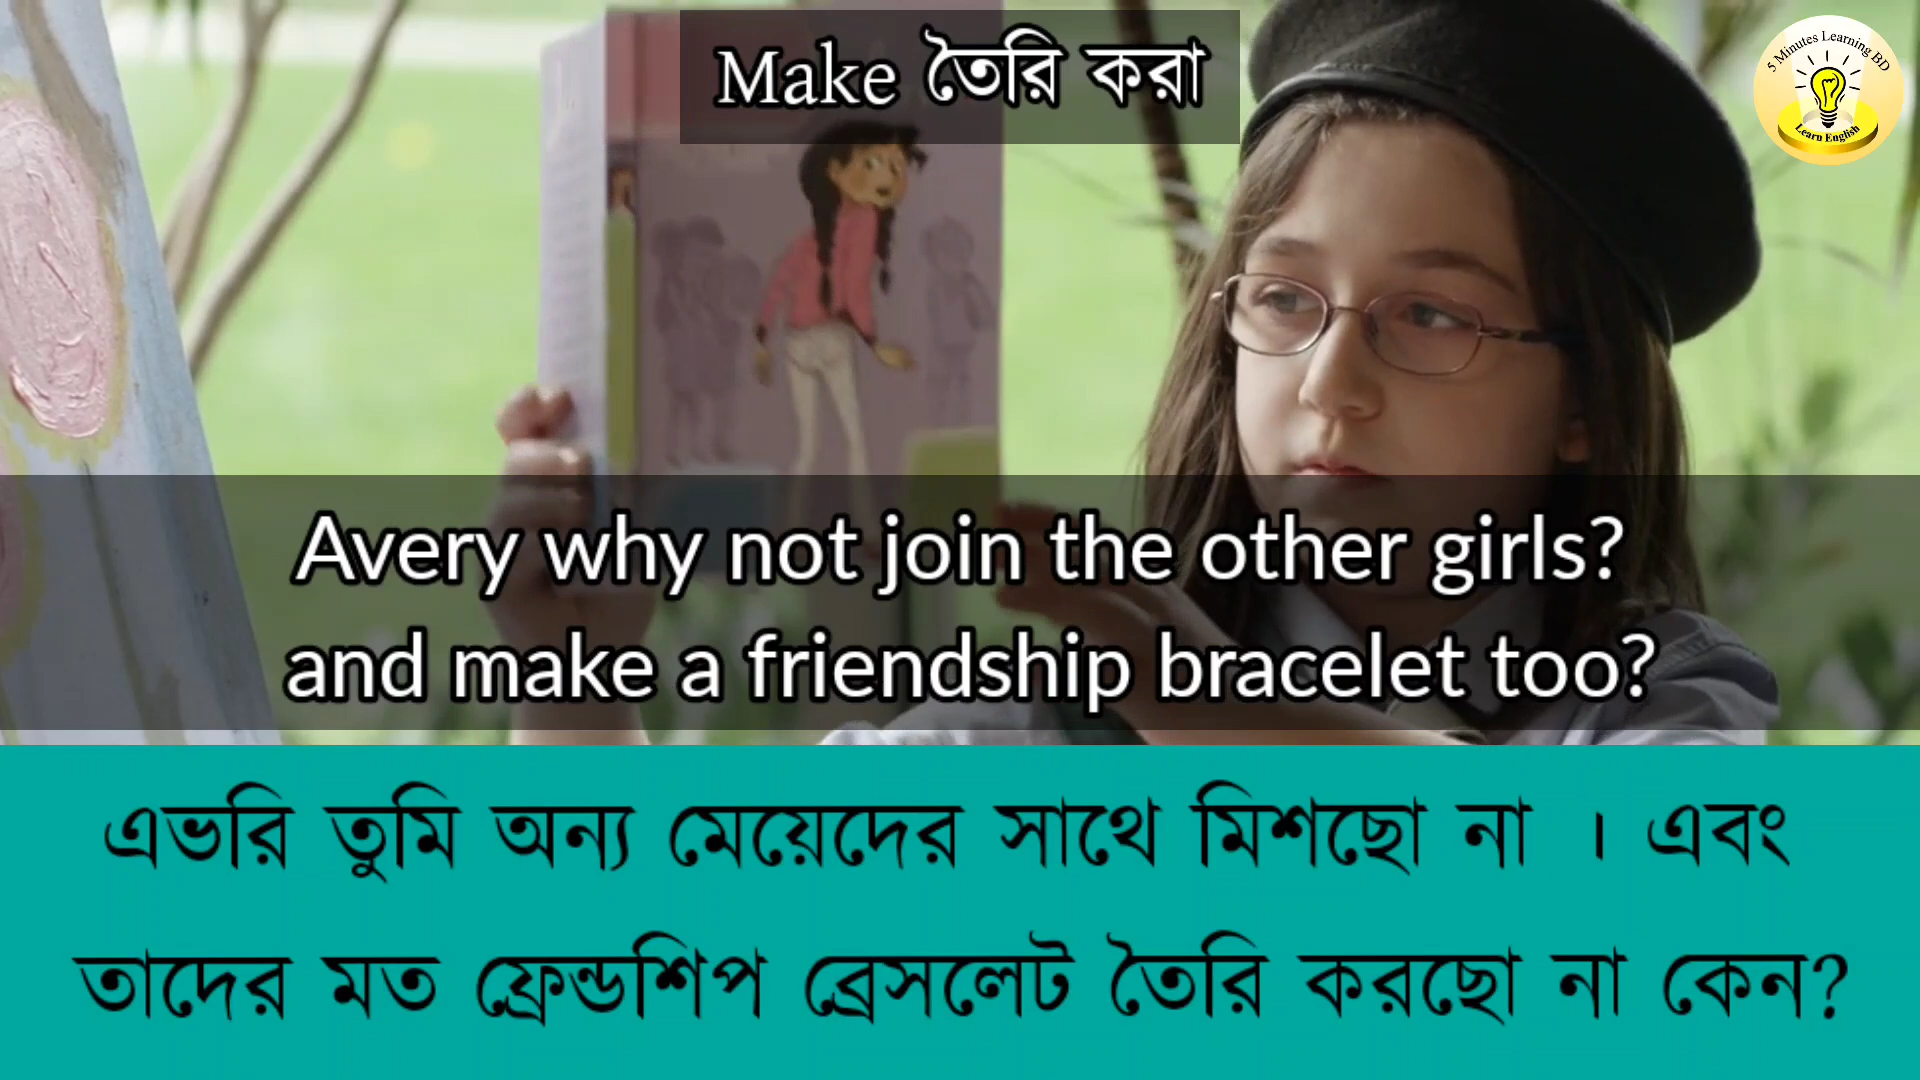 Make তৈরি করা
5 Minutes Learning BD
Learn English
Avery why not join the other girls?
and make a friendship bracelet too?
এভরি তুমি অন্য মেয়েদের সাথে মিশছো না । এবং
তাদের মত ফ্রেন্ডশিপ ব্রেসলেট তৈরি করছো না কেন?